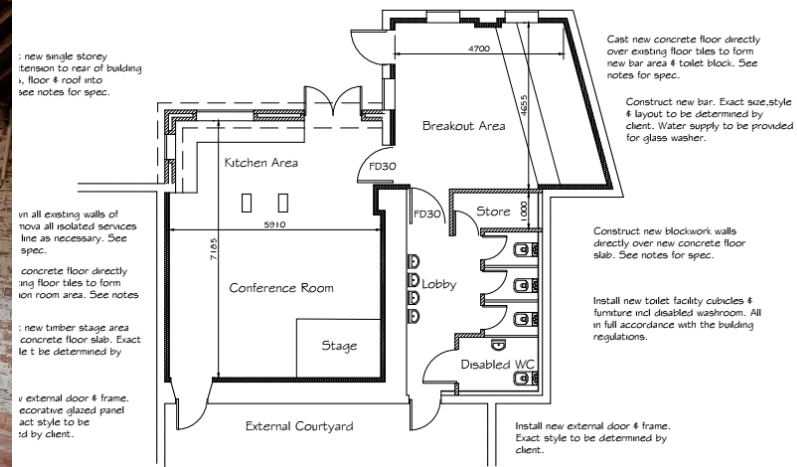 new single storey
tension to rear of building
floor & roof into
see notes for spec.
all existing walls of
all isolated services
line as necessary. See
spec.
concrete floor directly
floor tiles to form
room area. See notes
new timber stage area
concrete floor slab. Exact
t be determined by
external door & frame.
ecorative glazed panel
act style to be
ed by client.
4700
4655
Breakout Area
Kitchen Area
FD30
FD30
Store
1000
5910
7185
Conference Room
Lobby
Stage
Disabled WC
External Courtyard
Cast new concrete floor directly
over existing floor tiles to form
new bar area & toilet block. See
notes for spec.
Construct new bar. Exact size,style
& layout to be determined by
client. Water supply to be provided
for glass washer.
Construct new blockwork walls
directly over new concrete floor
slab. See notes for spec.
Install new toilet facility cubicles &
furniture incl disabled washroom. All
in full accordance with the building
regulations.
Install new external door & frame.
Exact style to be determined by
client.